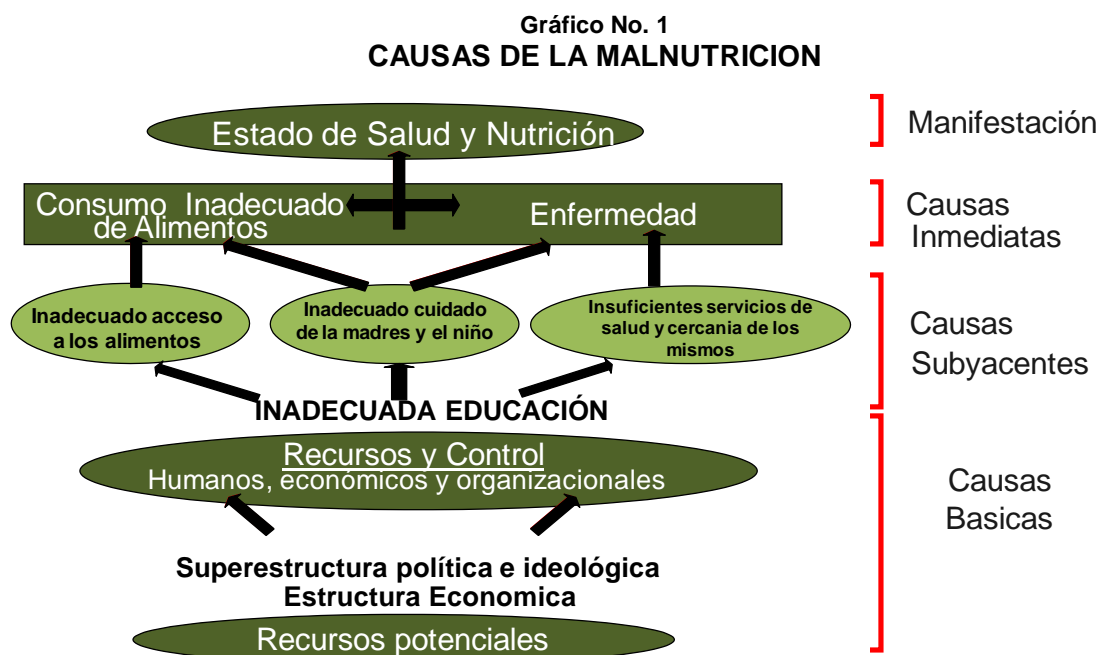 Gráfico No. 1
CAUSAS DE LA MALNUTRICION
Estado de Salud y Nutrición
Manifestación
Consumo Inadecuado
de Alimentos
Enfermedad
Causas
Inmediatas
Inadecuado acceso
a los alimentos
Inadecuado cuidado
de la madres y el niño
Insuficientes servicios de
salud y cercania de los
mismos
Causas
Subyacentes
INADECUADA EDUCACIÓN
Recursos y Control
Humanos, económicos y organizacionales
Causas
Basicas
Superestructura política e ideológica
Estructura Economica
Recursos potenciales